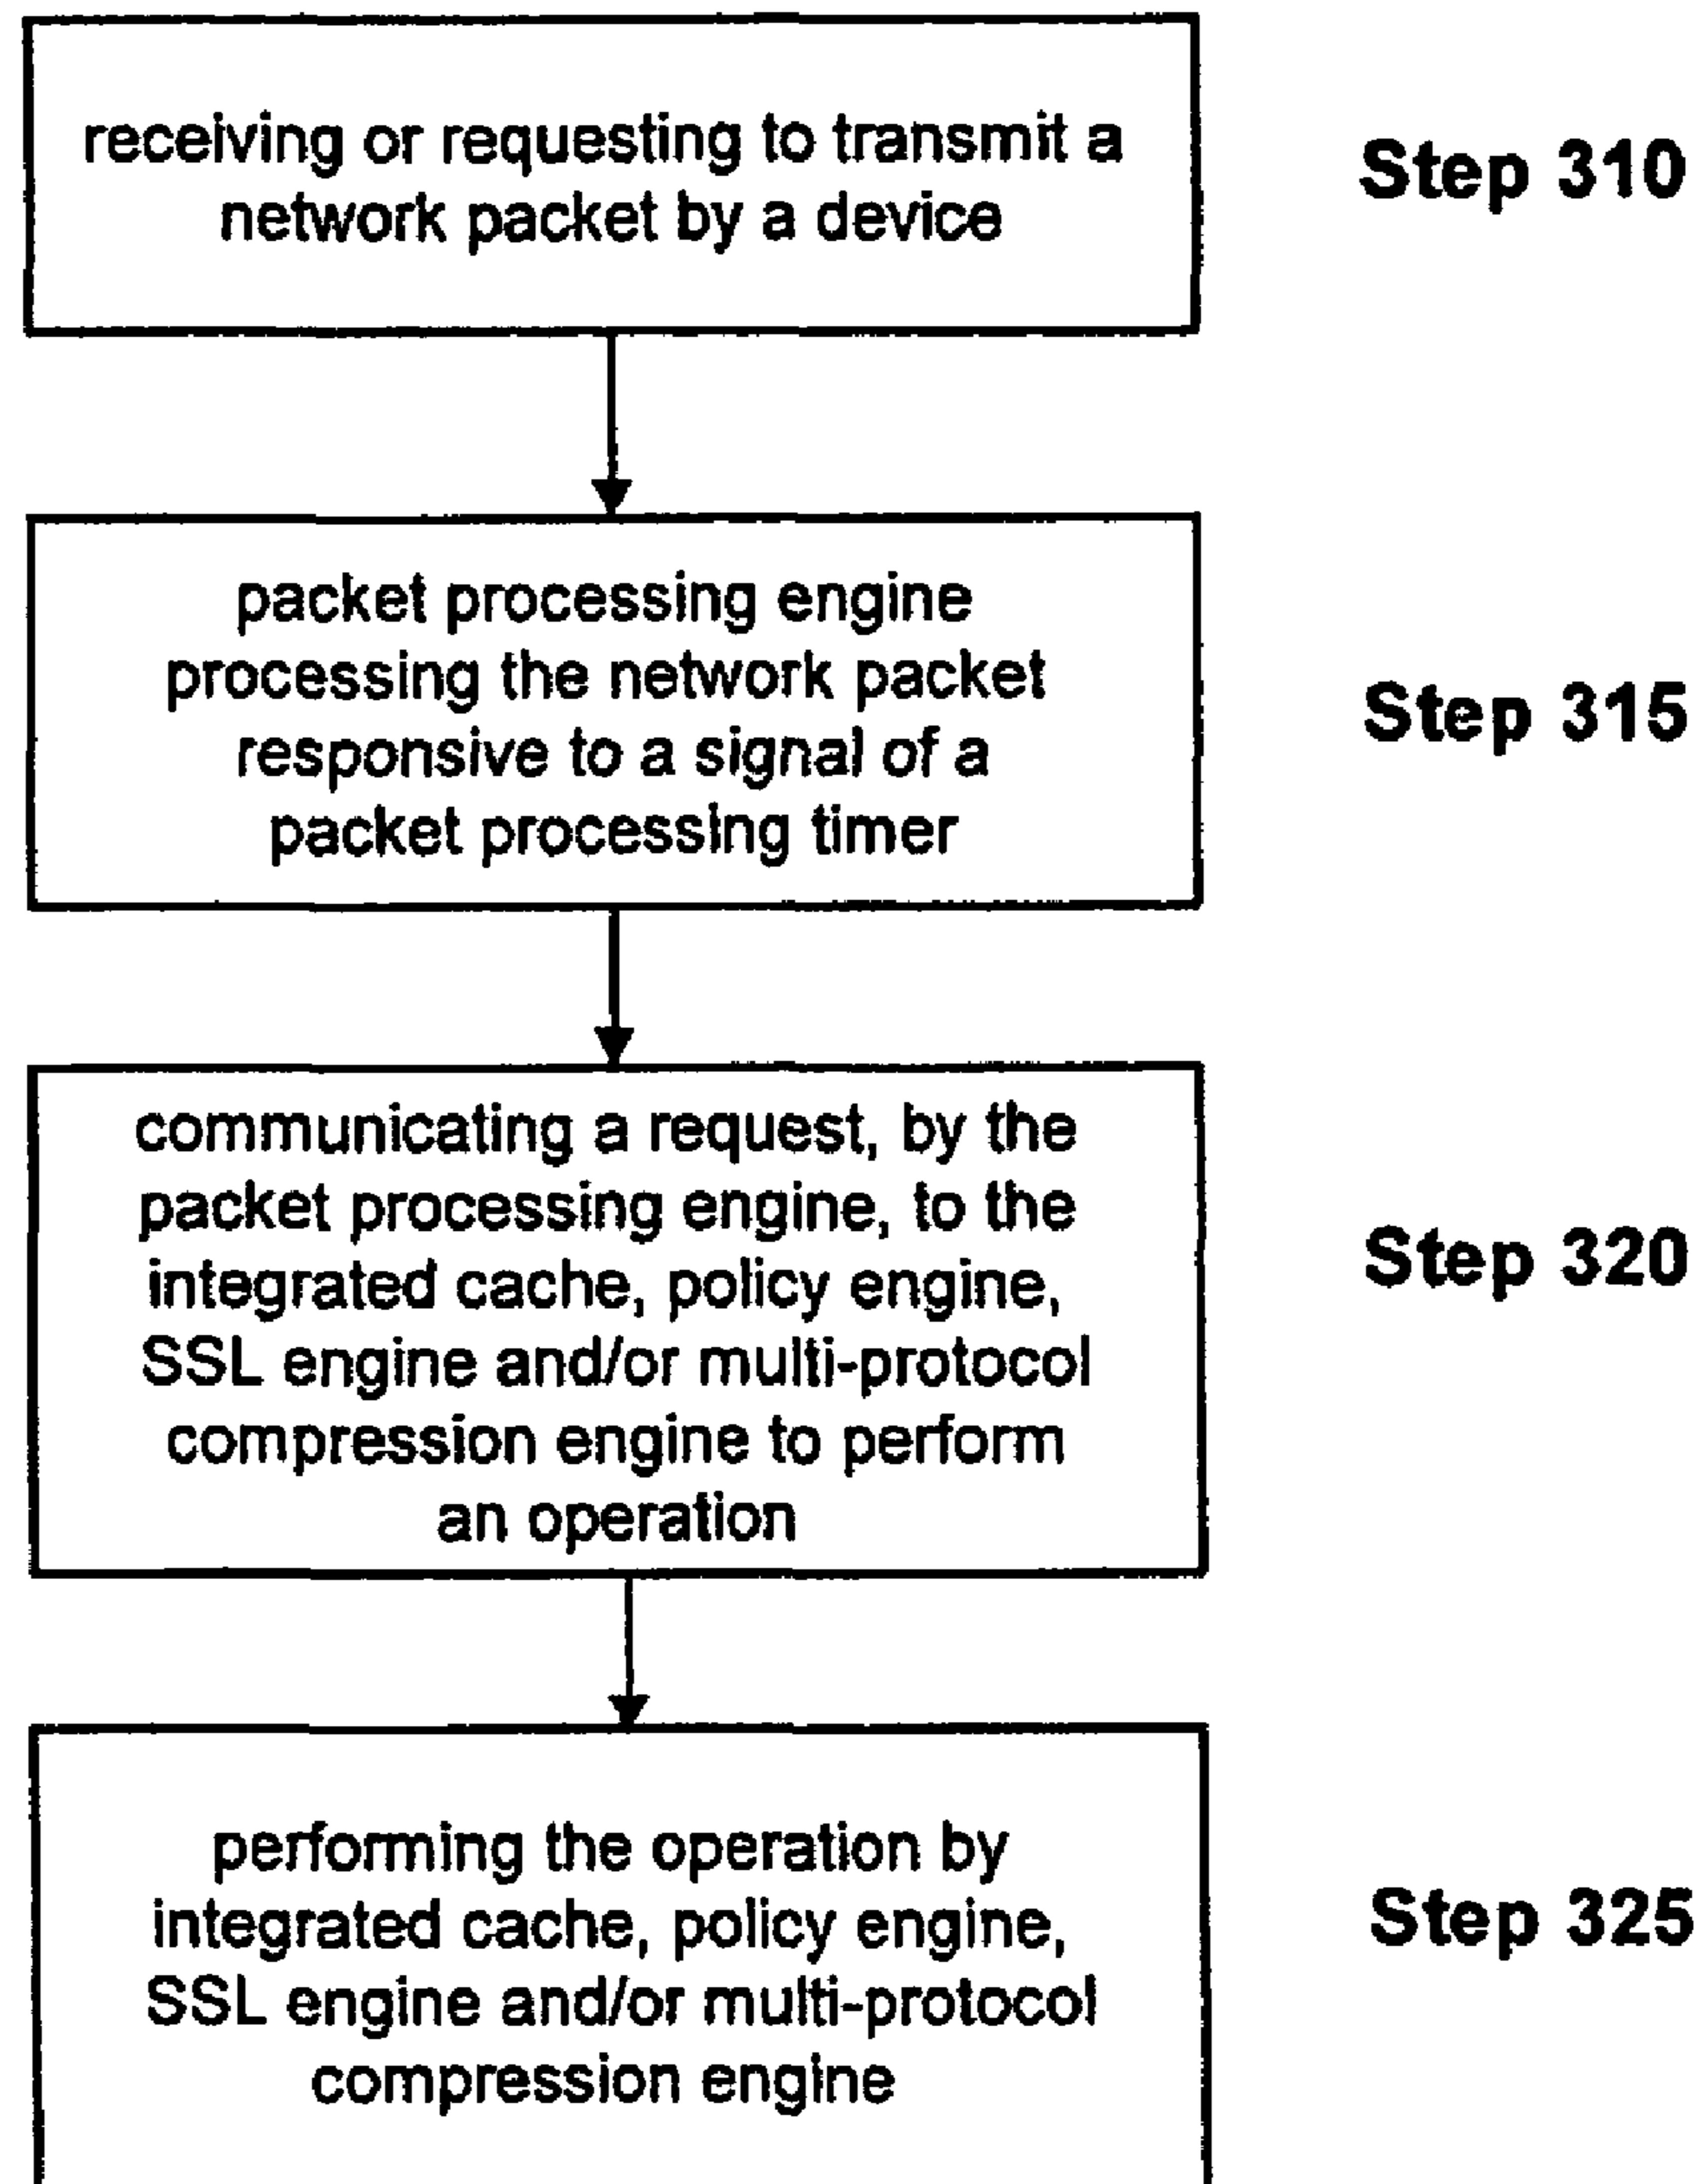 receiving or requesting to transmit a
network packet by a device
Step 310
packet processing engine
processing the network packet
responsive to a signal of a
packet processing timer
Step 315
communicating a request, by the
packet processing engine, to the
integrated cache, policy engine,
SSL engine and/or multi-protocol
compression engine to perform
an operation
Step 320
performing the operation by
integrated cache, policy engine,
SSL engine and/or multi-protocol
compression engine
Step 325